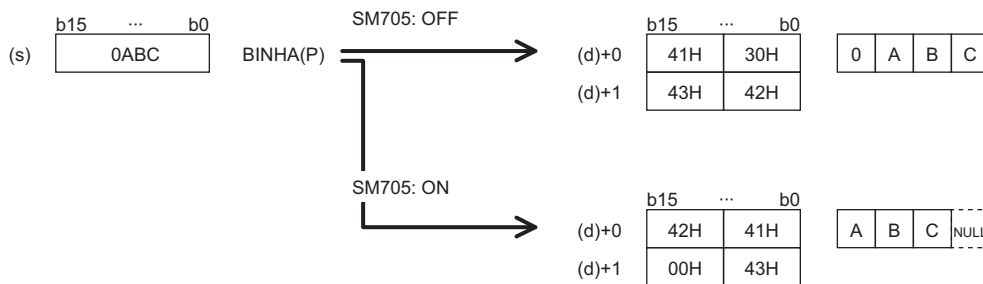 SM705: OFF
b15 ... b0
b15 ... b0
(s) 0ABC BINHA(P) (d)+0 41H 30H 0 A B C
(d)+1 43H 42H
SM705: ON
b15 ... b0
(d)+0 42H 41H A B C NULL
(d)+1 00H 43H